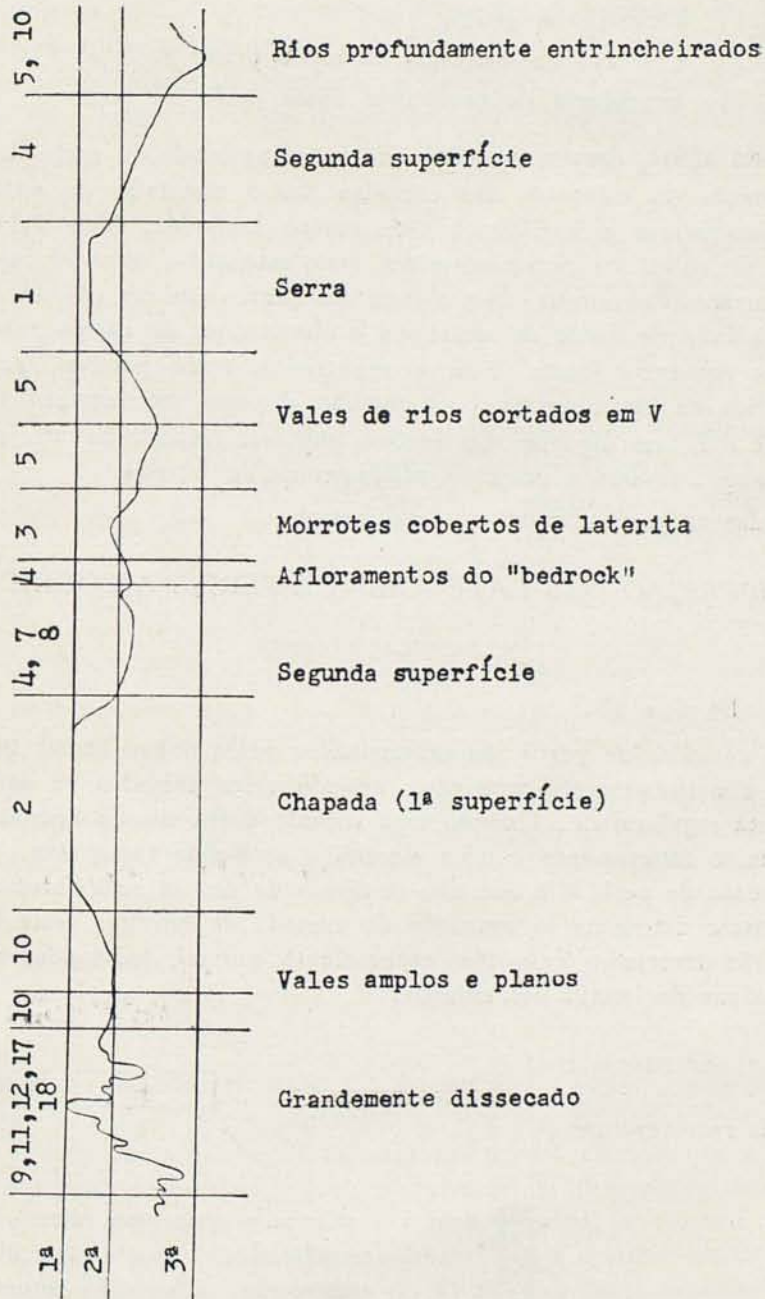 5, 10
Rios profundamente entrincheirados
4
Segunda superfície
1
Serra
5
Vales de rios cortados em V
5
3
Morrotes cobertos de laterita
4
Afloramentos do "bedrock"
4, 7
8
Segunda superfície
2
Chapada (1ª superfície)
10
Vales amplos e planos
10
9,11,12,17
18
Grandemente dissecado
1ª
2ª
3ª